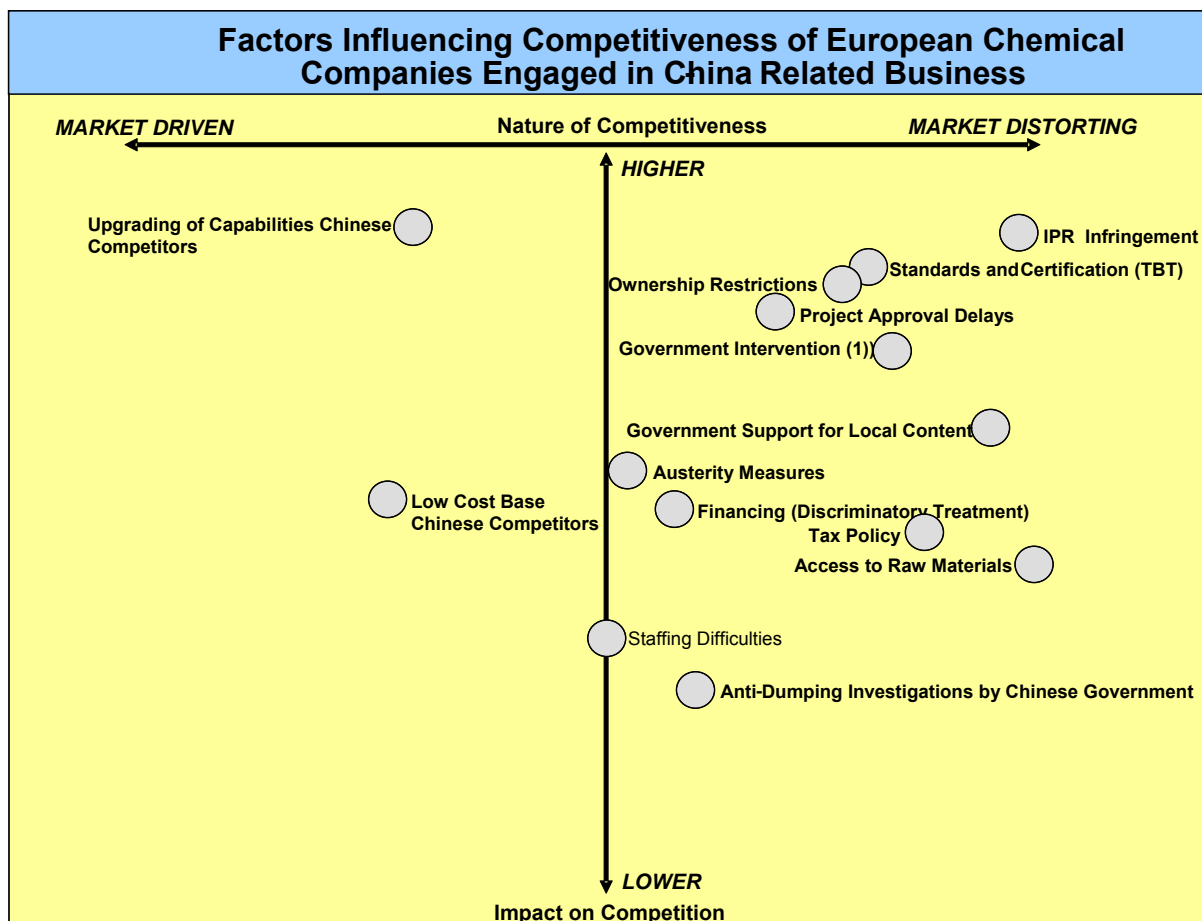 Factors Influencing Competitiveness of European Chemical
Companies Engaged in China Related Business
MARKET DRIVEN
Nature of Competitiveness
MARKET DISTORTING
HIGHER
Upgrading of Capabilities Chinese
Competitors
IPR Infringement
Standards and Certification (TBT)
Ownership Restrictions
Project Approval Delays
Government Intervention (1))
Government Support for Local Content
Austerity Measures
Low Cost Base
Chinese Competitors
Financing (Discriminatory Treatment)
Tax Policy
Access to Raw Materials
Staffing Difficulties
Anti-Dumping Investigations by Chinese Government
LOWER
Impact on Competition